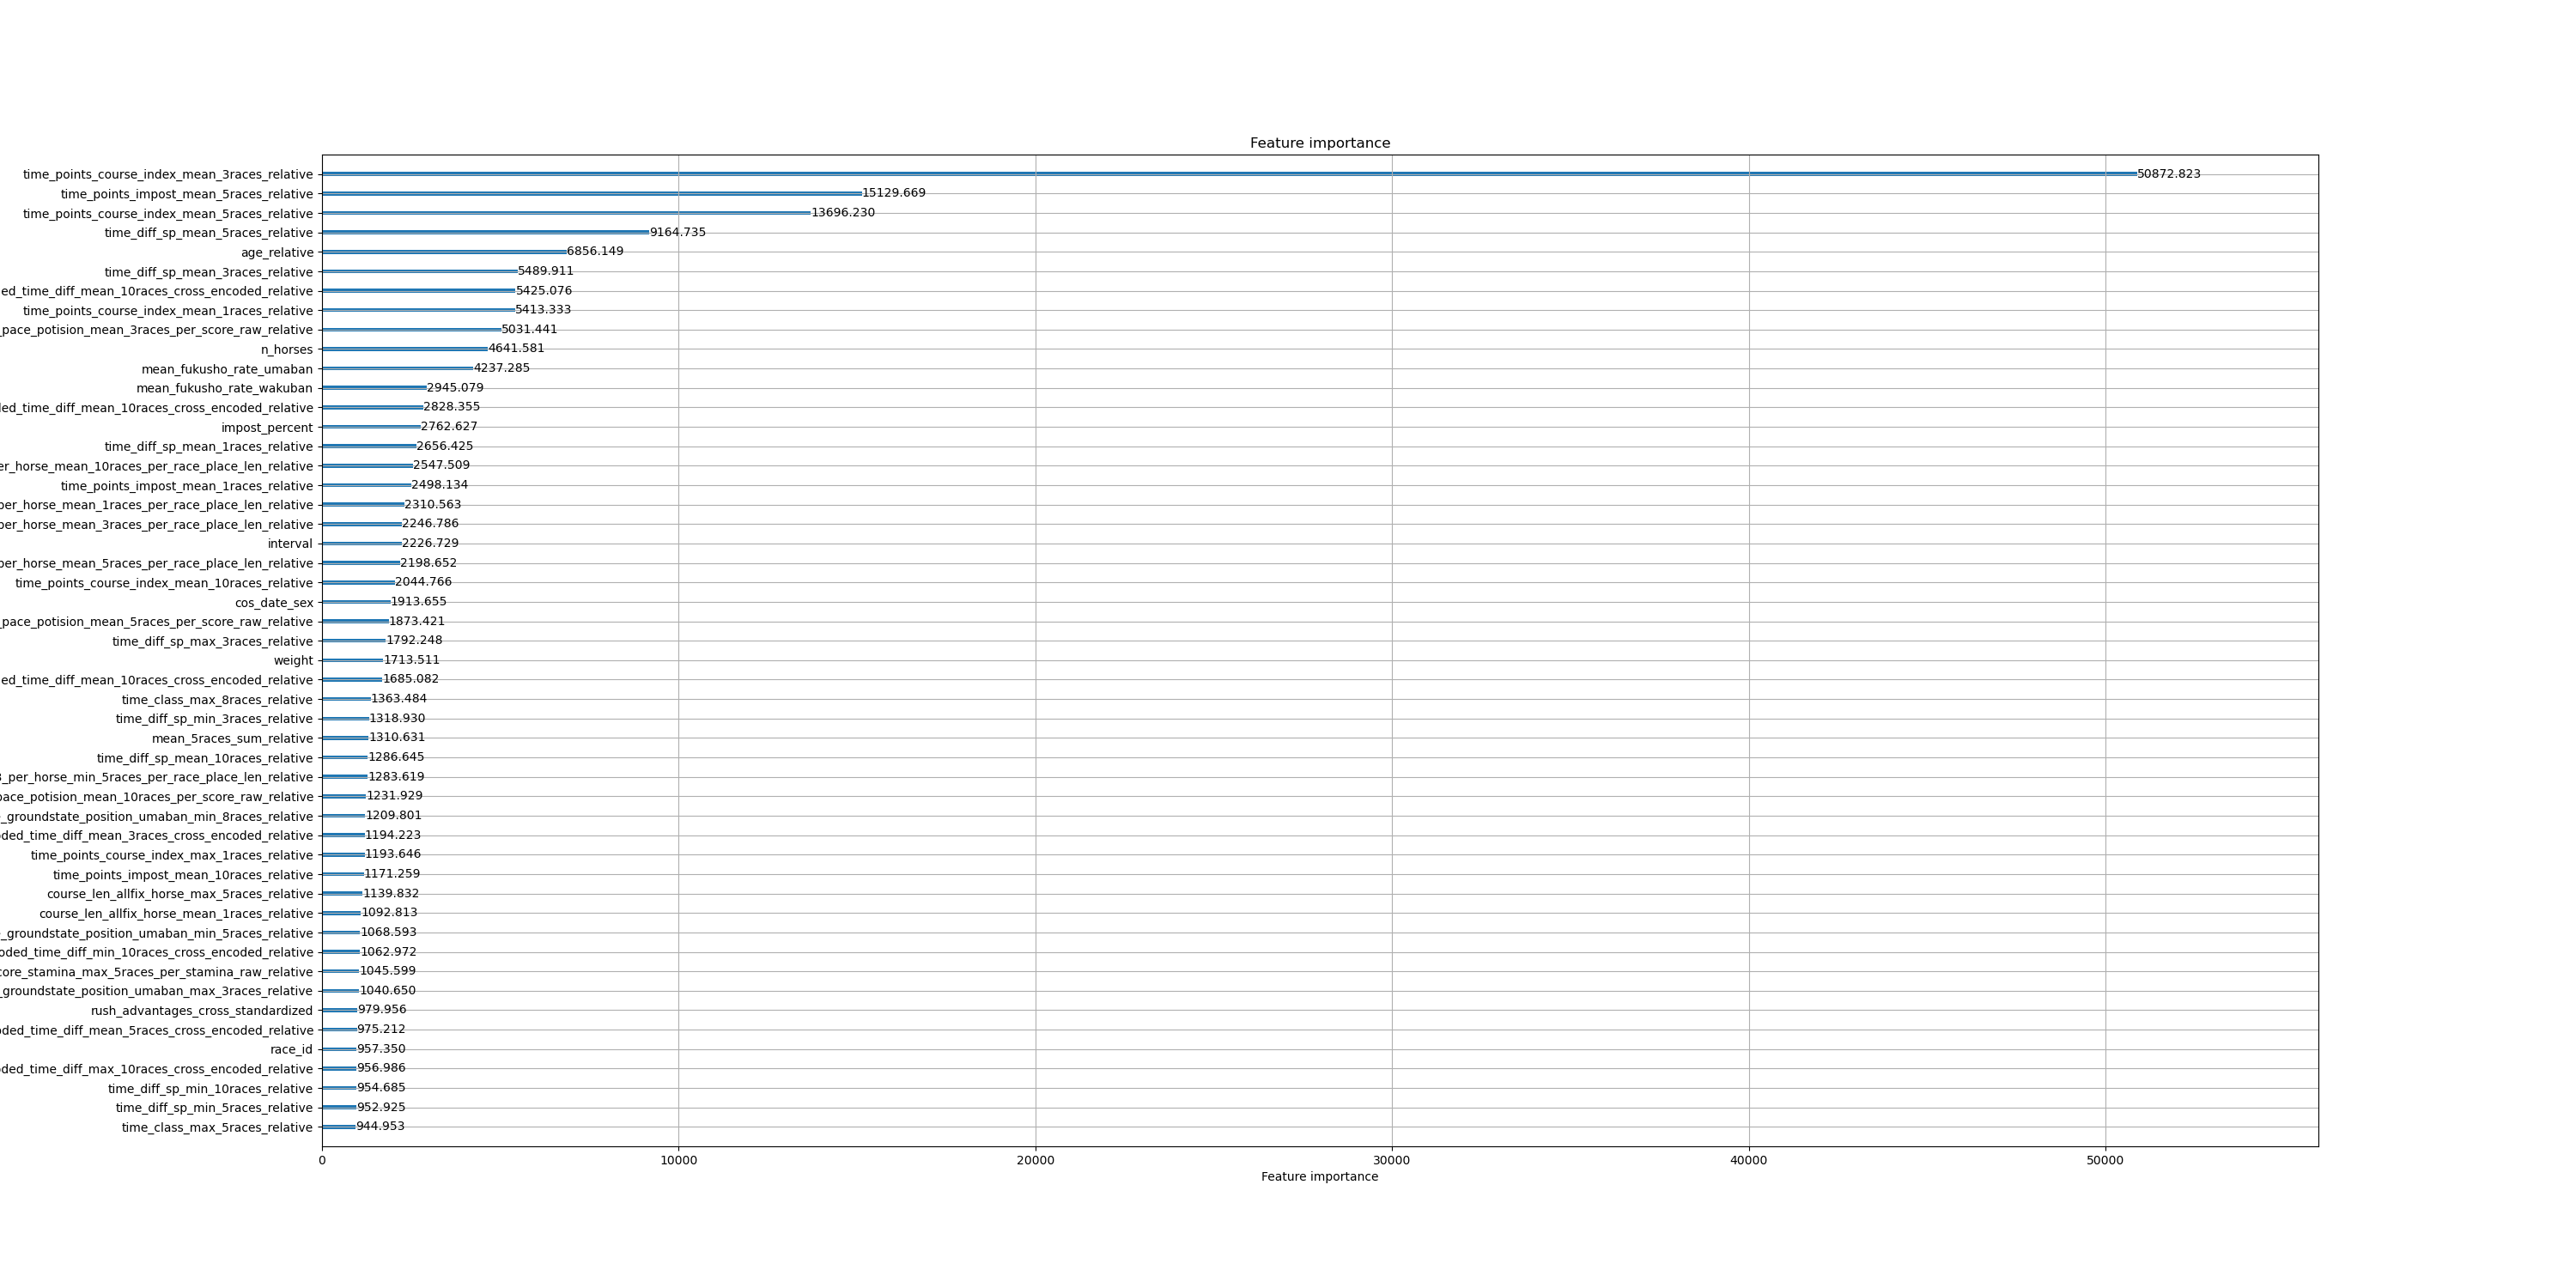 Feature importance
time_points_course_index_mean_3races_relative 50872.823
time_points_impost_mean_5races_relative 15129.669
time_points_course_index_mean_5races_relative 13696.230
time_diff_sp_mean_5races_relative 9164.735
age_relative 6856.149
time_diff_sp_mean_3races_relative 5489.911
ed_time_diff_mean_10races_cross_encoded_relative 5425.076
time_points_course_index_mean_1races_relative 5413.333
_pace_potision_mean_3races_per_score_raw_relative 5031.441
n_horses 4641.581
mean_fukusho_rate_umaban 4237.285
mean_fukusho_rate_wakuban 2945.079
led_time_diff_mean_10races_cross_encoded_relative 2828.355
impost_percent 2762.627
time_diff_sp_mean_1races_relative 2656.425
er_horse_mean_10races_per_race_place_len_relative 2547.509
time_points_impost_mean_1races_relative 2498.134
per_horse_mean_1races_per_race_place_len_relative 2310.563
per_horse_mean_3races_per_race_place_len_relative 2246.786
interval 2226.729
per_horse_mean_5races_per_race_place_len_relative 2198.652
time_points_course_index_mean_10races_relative 2044.766
cos_date_sex 1913.655
_pace_potision_mean_5races_per_score_raw_relative 1873.421
time_diff_sp_max_3races_relative 1792.248
weight 1713.511
ed_time_diff_mean_10races_cross_encoded_relative 1685.082
time_class_max_8races_relative 1363.484
time_diff_sp_min_3races_relative 1318.930
mean_5races_sum_relative 1310.631
time_diff_sp_mean_10races_relative 1286.645
3_per_horse_min_5races_per_race_place_len_relative 1283.619
pace_potision_mean_10races_per_score_raw_relative 1231.929
_groundstate_position_umaban_min_8races_relative 1209.801
ded_time_diff_mean_3races_cross_encoded_relative 1194.223
time_points_course_index_max_1races_relative 1193.646
time_points_impost_mean_10races_relative 1171.259
course_len_allfix_horse_max_5races_relative 1139.832
course_len_allfix_horse_mean_1races_relative 1092.813
_groundstate_position_umaban_min_5races_relative 1068.593
oded_time_diff_min_10races_cross_encoded_relative 1062.972
core_stamina_max_5races_per_stamina_raw_relative 1045.599
_groundstate_position_umaban_max_3races_relative 1040.650
rush_advantages_cross_standardized 979.956
ded_time_diff_mean_5races_cross_encoded_relative 975.212
race_id 957.350
ded_time_diff_max_10races_cross_encoded_relative 956.986
time_diff_sp_min_10races_relative 954.685
time_diff_sp_min_5races_relative 952.925
time_class_max_5races_relative 944.953
0 10000 20000 30000 40000 50000
Feature importance